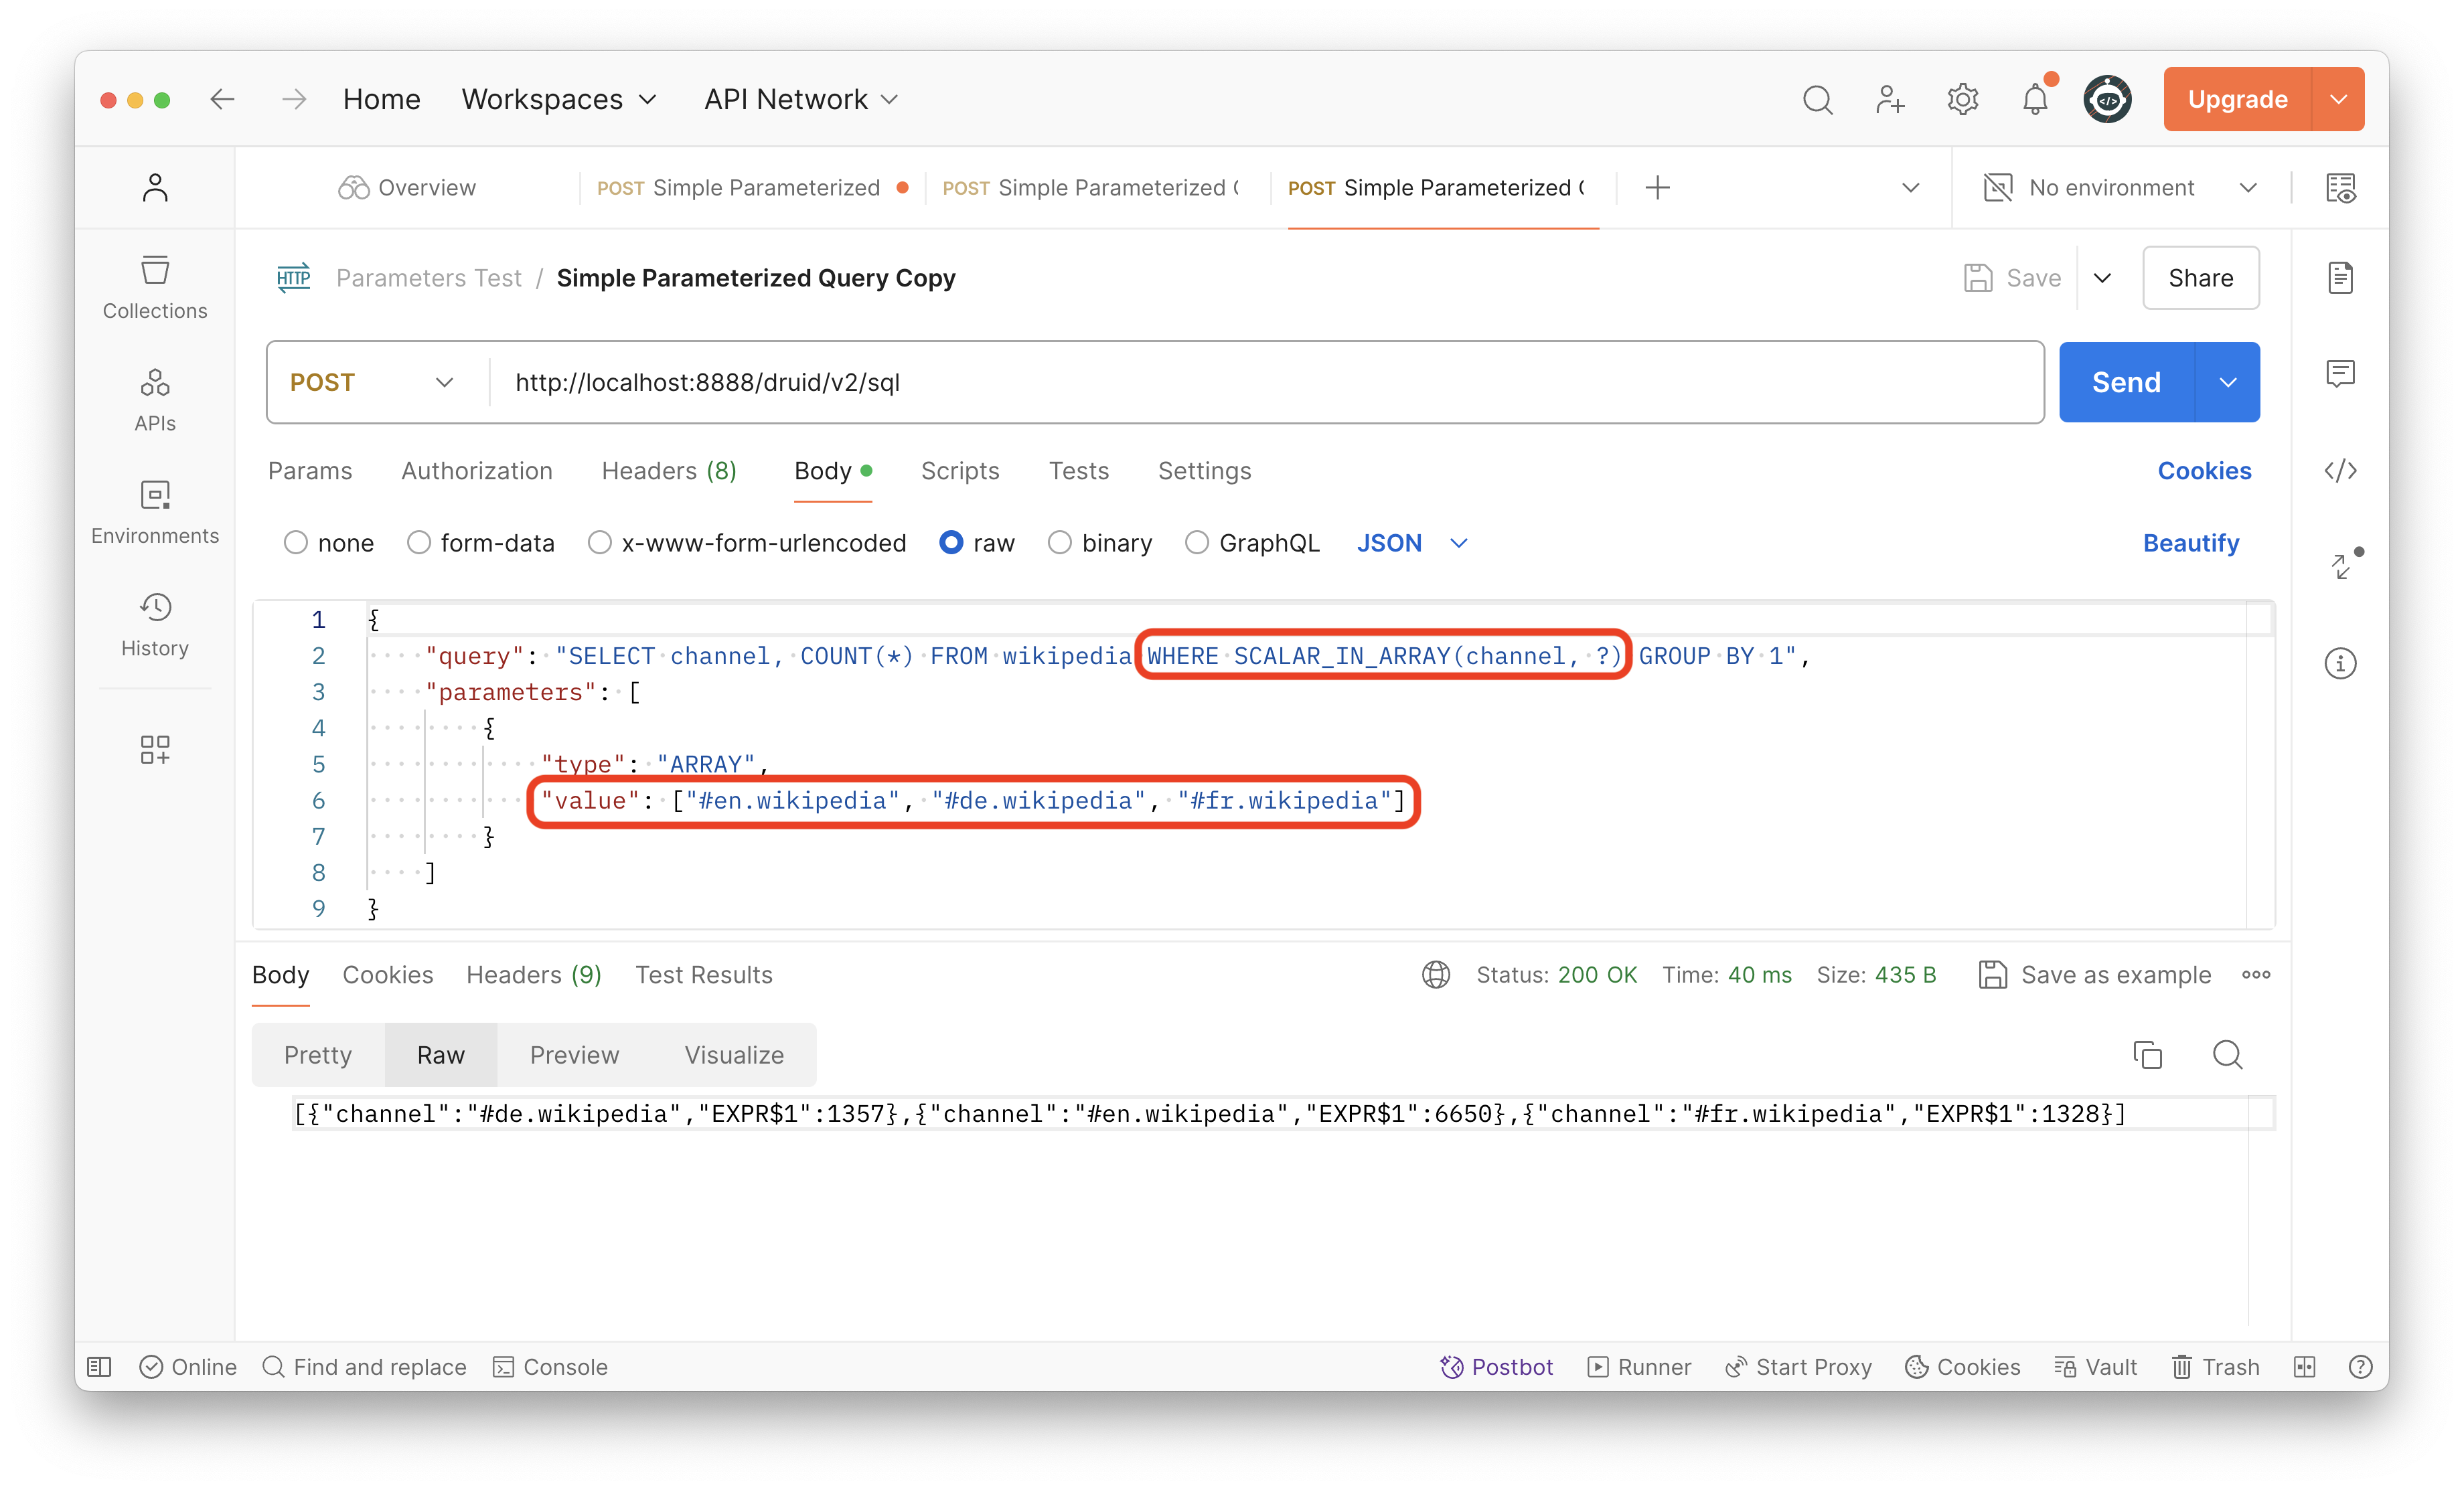 Home Workspaces API Network Upgrade
Overview POST Simple Parameterized POST Simple Parameterized POST Simple Parameterized No environment
HTTP Parameters Test / Simple Parameterized Query Copy Save Share
Collections
POST http://localhost:8888/druid/v2/sql Send
APIs
Params Authorization Headers (8) Body Scripts Tests Settings Cookies
Environments
none form-data x-www-form-urlencoded raw binary GraphQL JSON Beautify
History
1 {
2 "query": "SELECT channel, COUNT(*) FROM wikipedia WHERE SCALAR_IN_ARRAY(channel, ?) GROUP BY 1",
3 "parameters": [
4 {
5 "type": "ARRAY",
6 "value": ["#en.wikipedia", "#de.wikipedia", "#fr.wikipedia"]
7 }
8 ]
9 }
Body Cookies Headers (9) Test Results Status: 200 OK Time: 40 ms Size: 435 B Save as example
Pretty Raw Preview Visualize
[{"channel":"#de.wikipedia","EXPR$1":1357},{"channel":"#en.wikipedia","EXPR$1":6650},{"channel":"#fr.wikipedia","EXPR$1":1328}]
Online Find and replace Console Postbot Runner Start Proxy Cookies Vault Trash